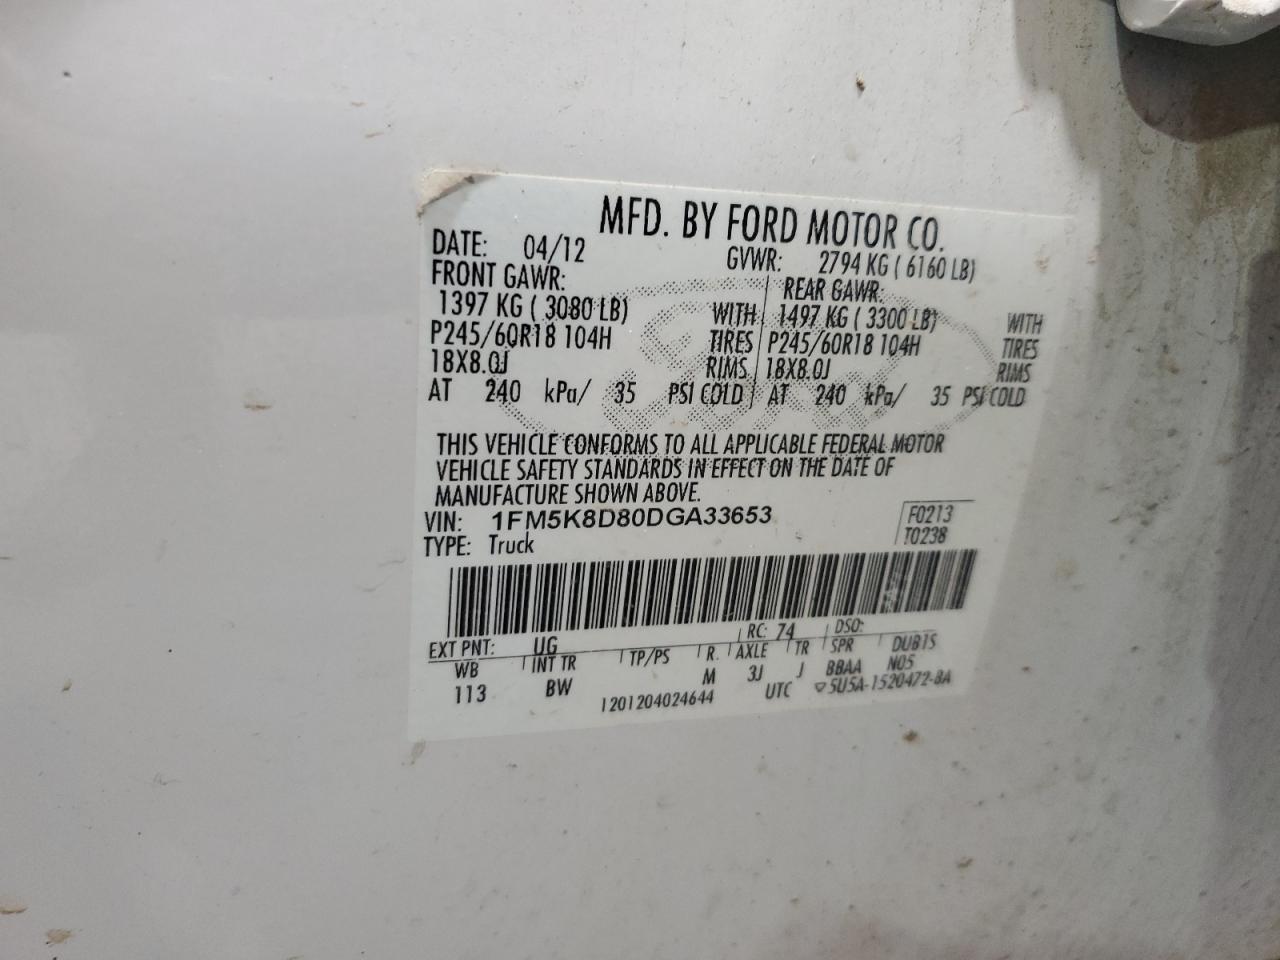 MFD. BY FORD MOTOR CO.
DATE: 04/12 GVWR: 2794 KG ( 6160 LB)
FRONT GAWR: REAR GAWR:
1397 KG ( 3080 LB) WITH 1497 KG ( 3300 LB) WITH
P245/60R18 104H TIRES P245/60R18 104H TIRES
18X8.0J RIMS 18X8.0J RIMS
AT 240 kPa/ 35 PSI COLD AT 240 kPa/ 35 PSI COLD
THIS VEHICLE CONFORMS TO ALL APPLICABLE FEDERAL MOTOR
VEHICLE SAFETY STANDARDS IN EFFECT ON THE DATE OF
MANUFACTURE SHOWN ABOVE.
VIN: 1FM5K8D80DGA33653 F0213
TYPE: Truck T0238
EXT PNT: UG RC: 74 DSO:
WB INT TR TP/PS R. AXLE TR SPR DUB15
113 BW M 3J J BBAA N05
1201204024644 UTC 5U5A-1520472-BA